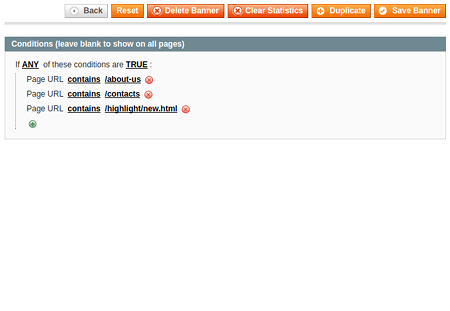 Back Reset Delete Banner Clear Statistics Duplicate Save Banner
Conditions (leave blank to show on all pages)
If ANY of these conditions are TRUE :
Page URL contains /about-us
Page URL contains /contacts
Page URL contains /highlight/new.html